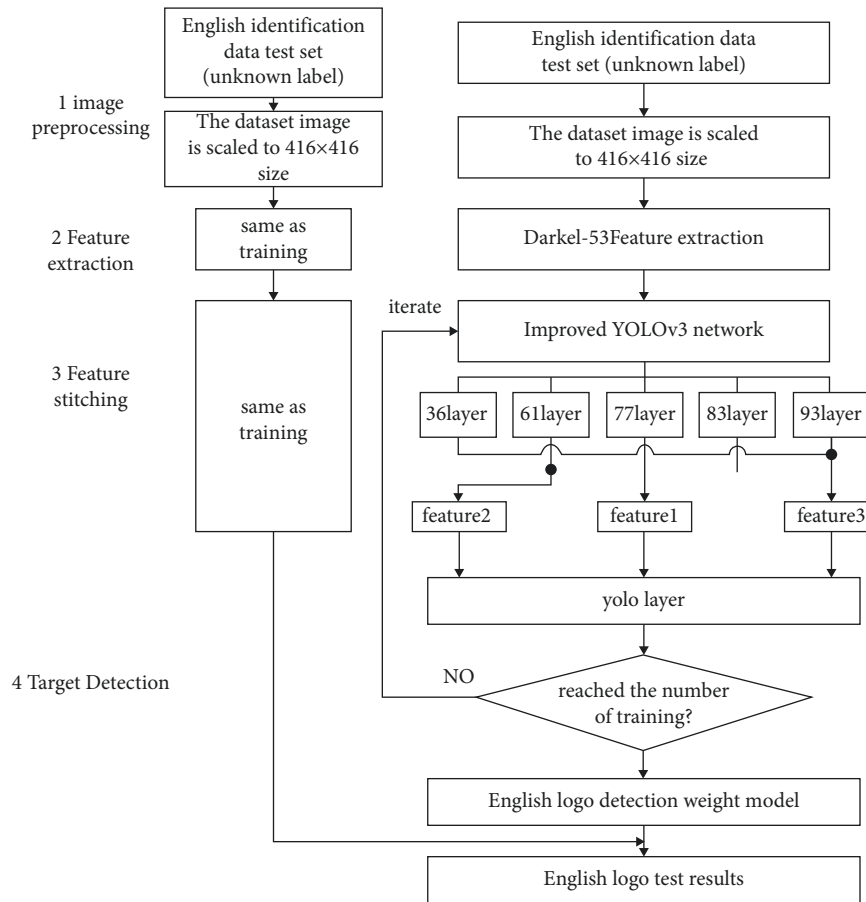 English identification
data test set
(unknown label)
English identification data
test set (unknown label)
1 image
preprocessing
The dataset image
is scaled to 416×416
size
The dataset image is scaled
to 416×416 size
2 Feature
extraction
same as
training
Darkel-53Feature extraction
iterate
Improved YOLOv3 network
3 Feature
stitching
same as
training
36layer
61layer
77layer
83layer
93layer
feature2
feature1
feature3
yolo layer
4 Target Detection
NO
reached the number
of training?
English logo detection weight model
English logo test results